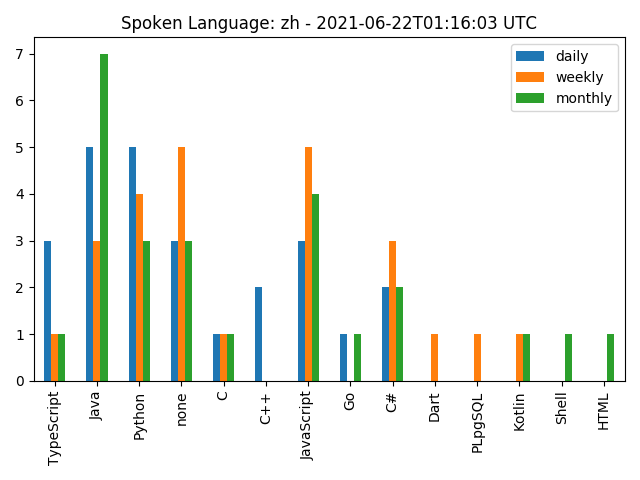 Spoken Language: zh - 2021-06-22T01:16:03 UTC
daily
weekly
monthly
7
6
5
4
3
2
1
0
TypeScript
Java
Python
none
C
C++
JavaScript
Go
C#
Dart
PLpgSQL
Kotlin
Shell
HTML